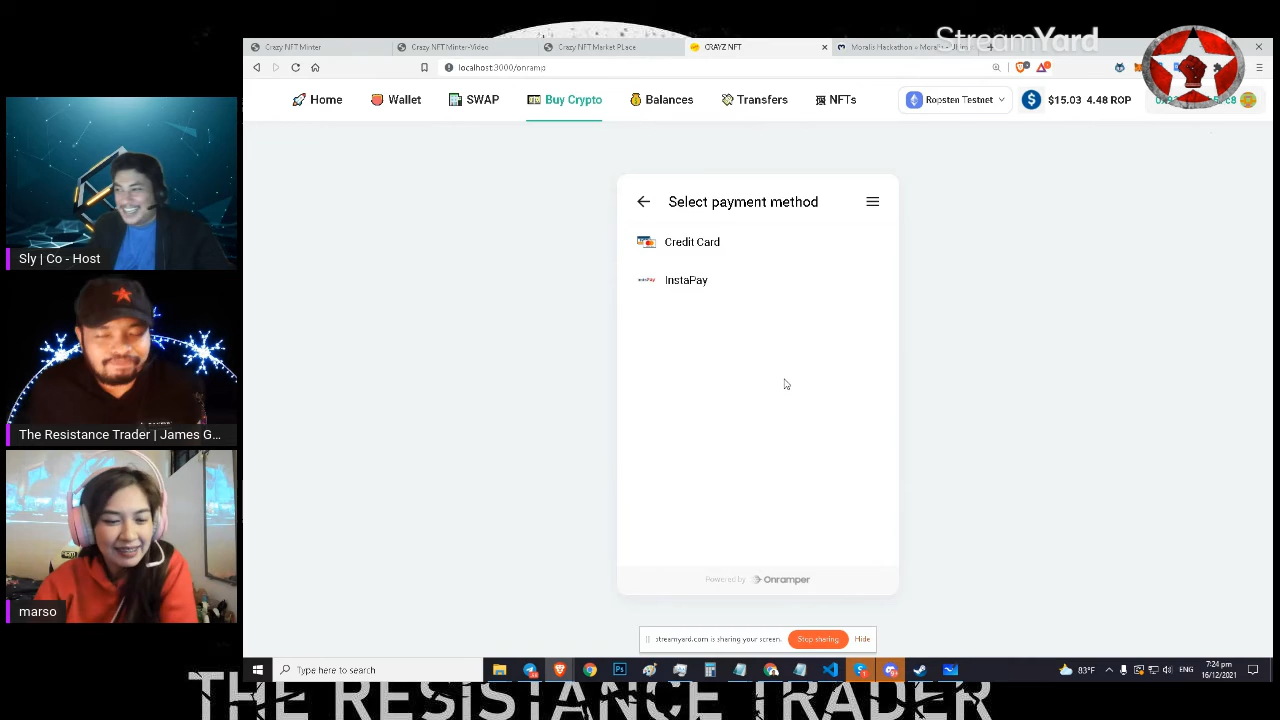 StreamYard
Crazy NFT Minter
Crazy NFT Minter-Video
Crazy NFT Market PLace
CRAYZ NFT
localhost:3000/onramp
Home
Wallet
SWAP
Buy Crypto
Balances
Transfers
NFTs
Ropsten Testnet
$15.03 4.48 ROP
Select payment method
Credit Card
InstaPay
Powered by Onramper
streamyard.com is sharing your screen.
Stop sharing
Hide
Sly | Co - Host
The Resistance Trader | James G...
marso
Type here to search
83°F
ENG
7:24 pm
16/12/2021
THE RESISTANCE TRADER